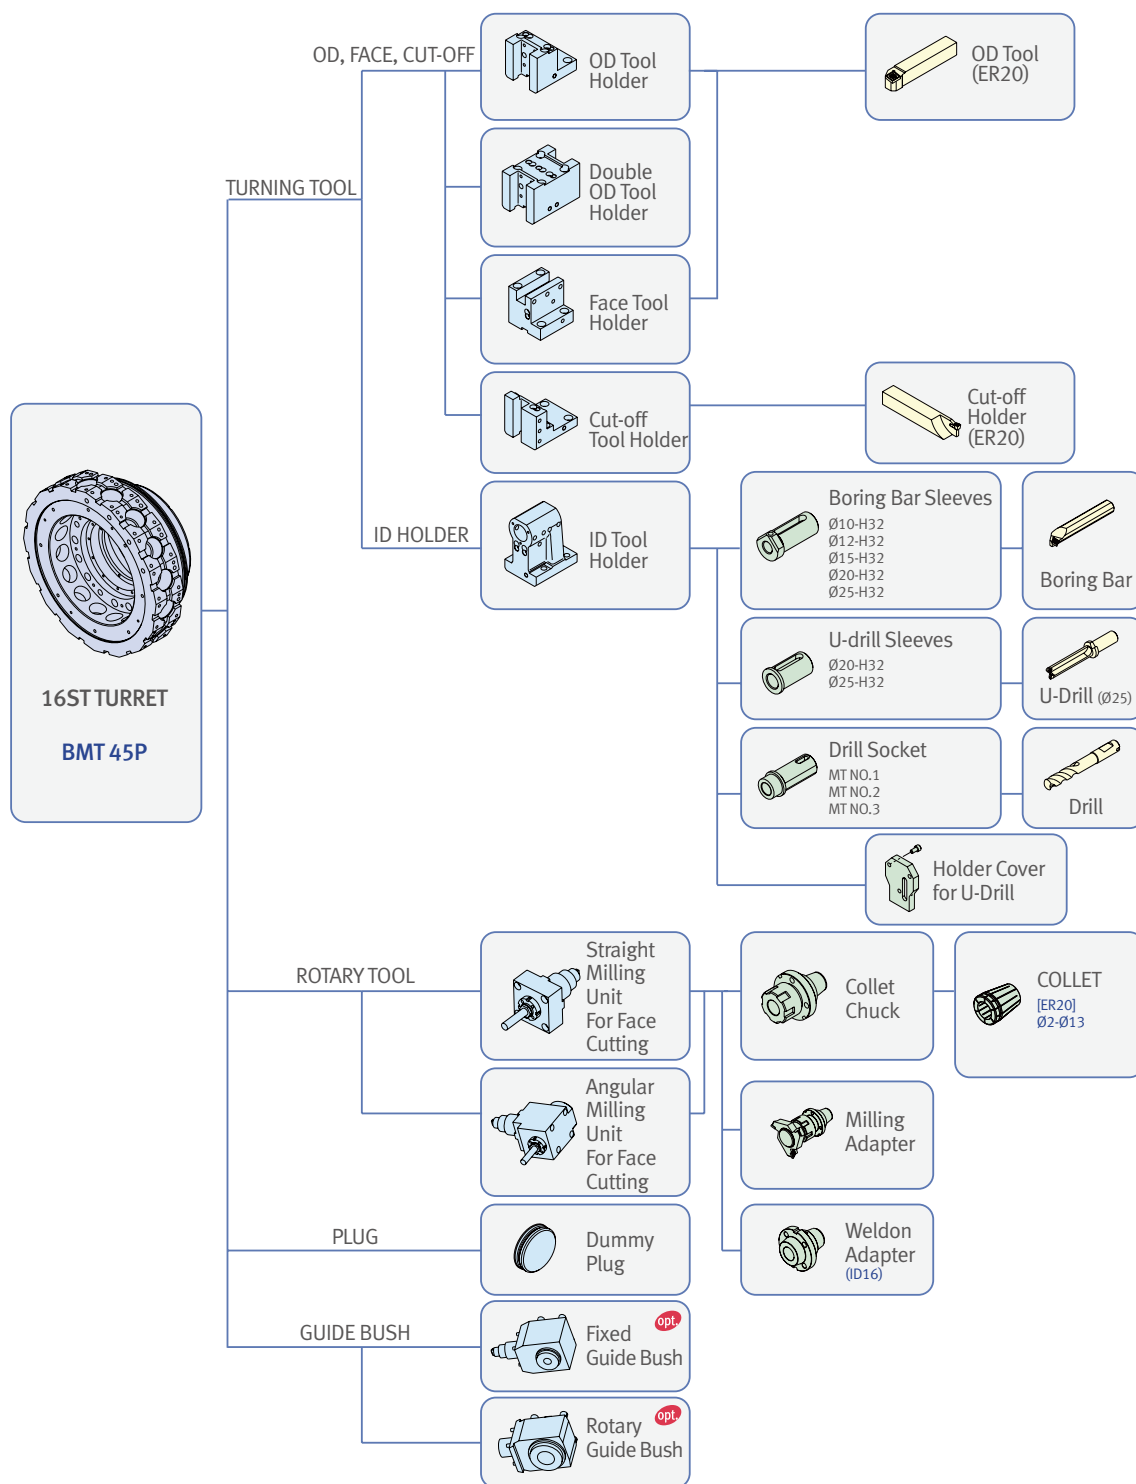 OD, FACE, CUT-OFF
OD Tool
Holder
OD Tool
(ER20)
Double
OD Tool
Holder
TURNING TOOL
Face Tool
Holder
Cut-off
Tool Holder
Cut-off
Holder
(ER20)
ID HOLDER
ID Tool
Holder
Boring Bar Sleeves
Ø10-H32
Ø12-H32
Ø15-H32
Ø20-H32
Ø25-H32
Boring Bar
U-drill Sleeves
Ø20-H32
Ø25-H32
U-Drill (Ø25)
16ST TURRET
BMT 45P
Drill Socket
MT NO.1
MT NO.2
MT NO.3
Drill
Holder Cover
for U-Drill
ROTARY TOOL
Straight
Milling
Unit
For Face
Cutting
Collet
Chuck
COLLET
[ER20]
Ø2-Ø13
Angular
Milling
Unit
For Face
Cutting
Milling
Adapter
PLUG
Dummy
Plug
Weldon
Adapter
(ID16)
GUIDE BUSH
Fixed
Guide Bush
opt.
Rotary
Guide Bush
opt.